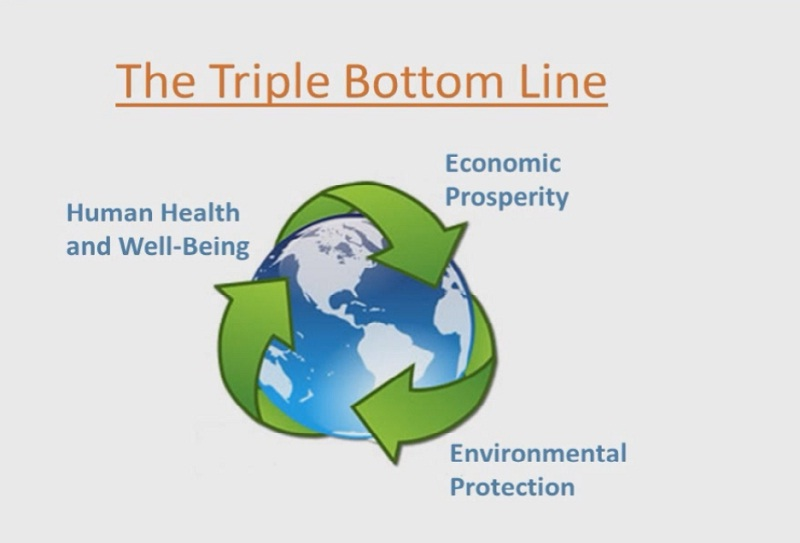 The Triple Bottom Line
Economic
Prosperity
Human Health
and Well-Being
Environmental
Protection